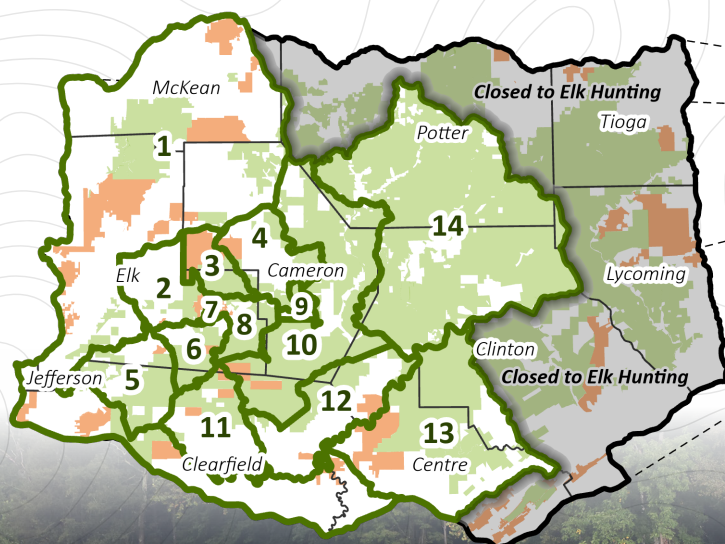 McKean
Closed to Elk Hunting
Tioga
Potter
1
14
4
3
Cameron
Elk
Lycoming
2
9
7
8
10
6
Clinton
Jefferson
5
Closed to Elk Hunting
12
11
13
Clearfield
Centre